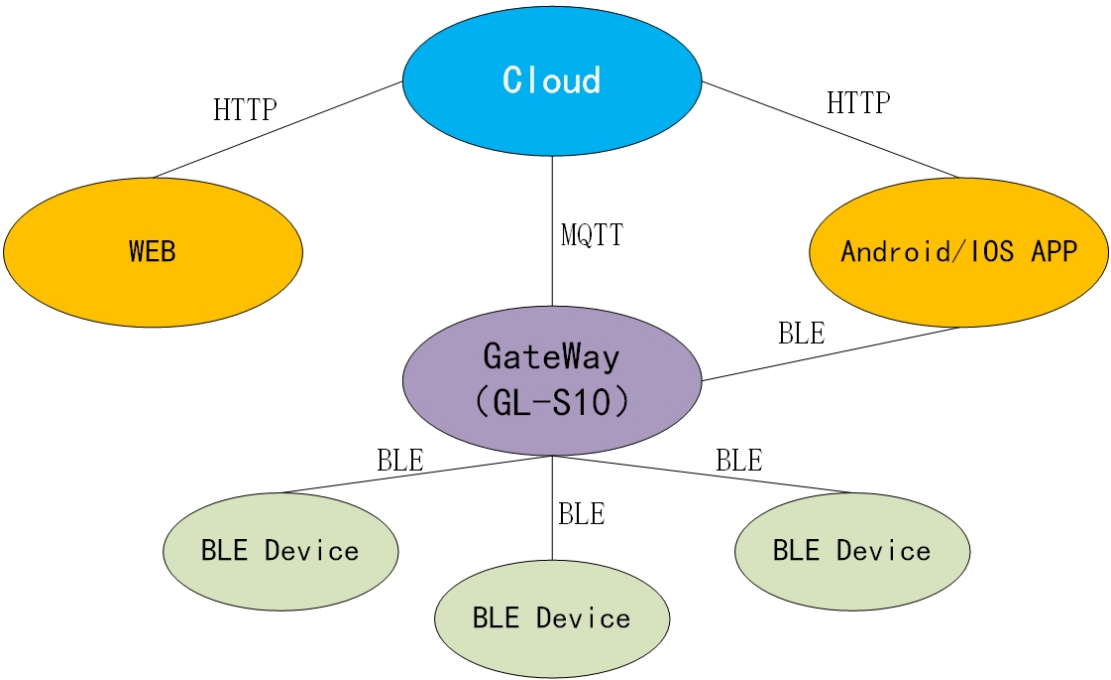 Cloud
HTTP
HTTP
WEB
MQTT
Android/IOS APP
BLE
GateWay
(GL-S10)
BLE
BLE
BLE
BLE Device
BLE Device
BLE Device